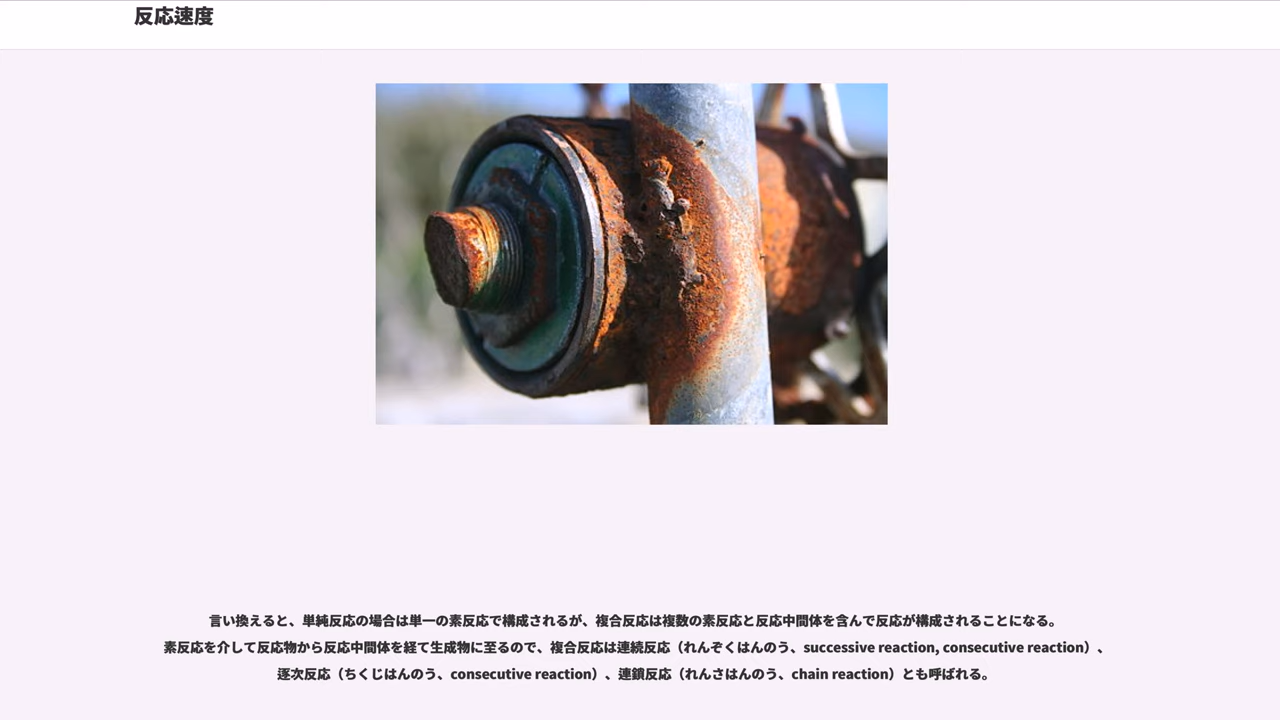 反応速度
言い換えると、単純反応の場合は単一の素反応で構成されるが、複合反応は複数の素反応と反応中間体を含んで反応が構成されることになる。
素反応を介して反応物から反応中間体を経て生成物に至るので、複合反応は連続反応（れんぞくはんのう、successive reaction, consecutive reaction）、
逐次反応（ちくじはんのう、consecutive reaction）、連鎖反応（れんさはんのう、chain reaction）とも呼ばれる。